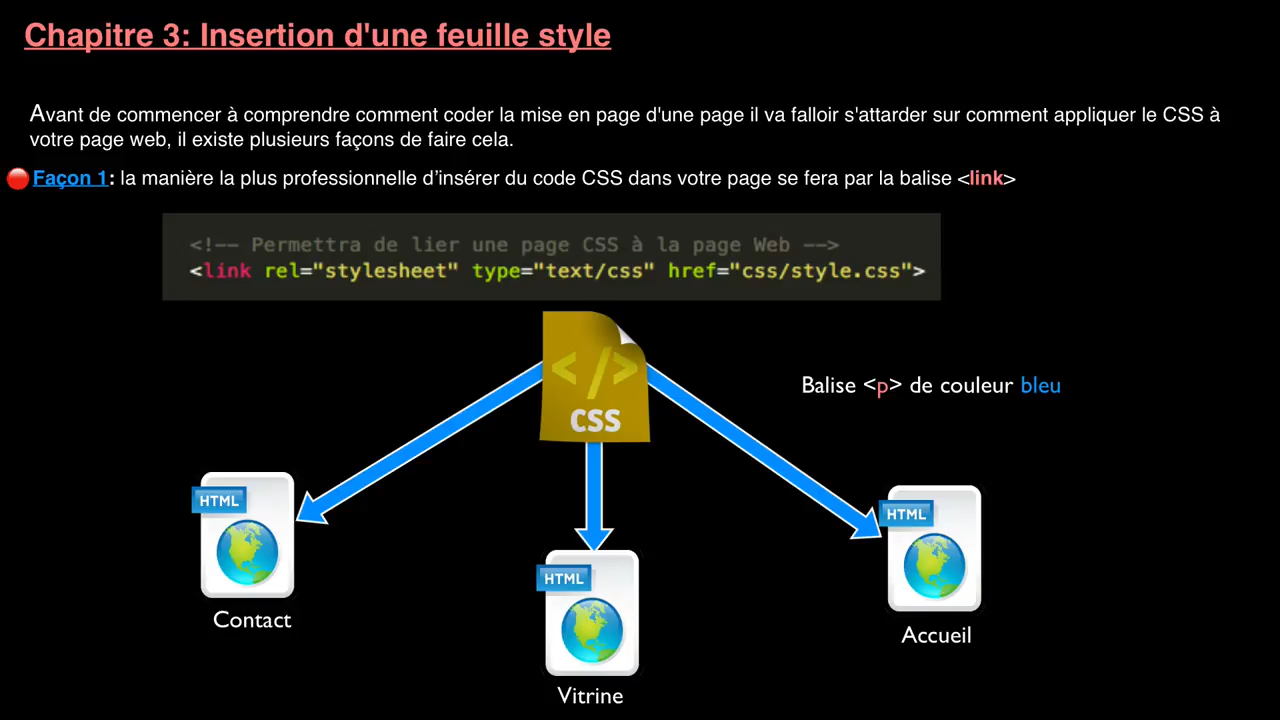 Chapitre 3: Insertion d'une feuille style
Avant de commencer à comprendre comment coder la mise en page d'une page il va falloir s'attarder sur comment appliquer le CSS à
votre page web, il existe plusieurs façons de faire cela.
Façon 1: la manière la plus professionnelle d’insérer du code CSS dans votre page se fera par la balise <link>
<!-- Permettra de lier une page CSS à la page Web -->
<link rel="stylesheet" type="text/css" href="css/style.css">
</>
CSS
Balise <p> de couleur bleu
HTML
Contact
HTML
Vitrine
HTML
Accueil